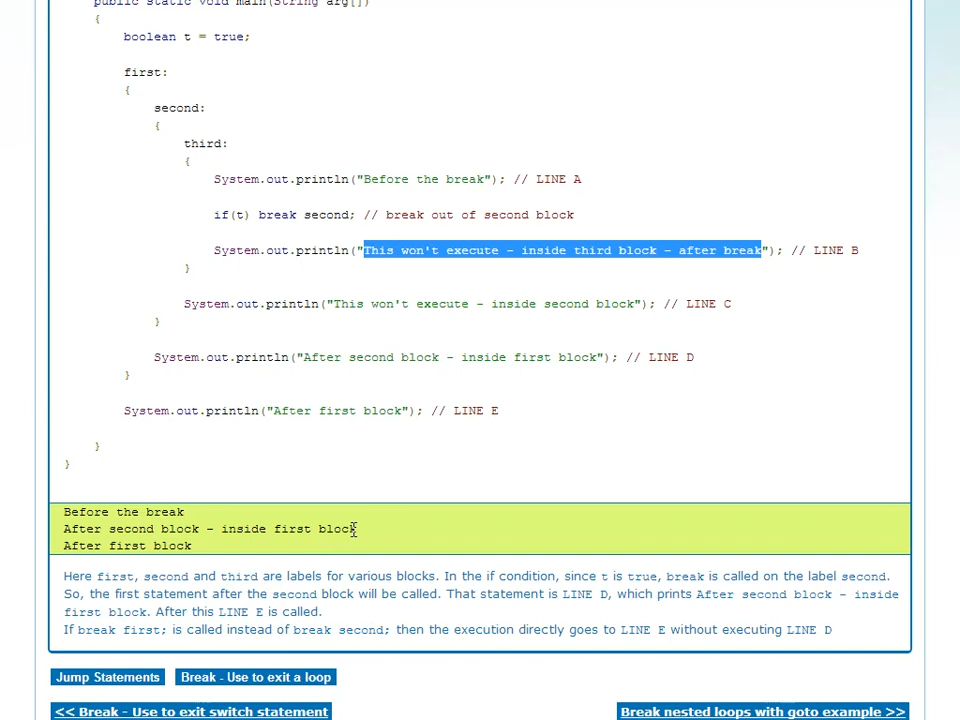 public static void main(String arg[])
{
boolean t = true;
first:
{
second:
{
third:
{
System.out.println("Before the break"); // LINE A
if(t) break second; // break out of second block
System.out.println("This won't execute - inside third block - after break"); // LINE B
}
System.out.println("This won't execute - inside second block"); // LINE C
}
System.out.println("After second block - inside first block"); // LINE D
}
System.out.println("After first block"); // LINE E
}
}
Before the break
After second block - inside first block
After first block
Here first, second and third are labels for various blocks. In the if condition, since t is true, break is called on the label second.
So, the first statement after the second block will be called. That statement is LINE D, which prints After second block - inside
first block. After this LINE E is called.
If break first; is called instead of break second; then the execution directly goes to LINE E without executing LINE D
Jump Statements Break - Use to exit a loop
<< Break - Use to exit switch statement Break nested loops with goto example >>